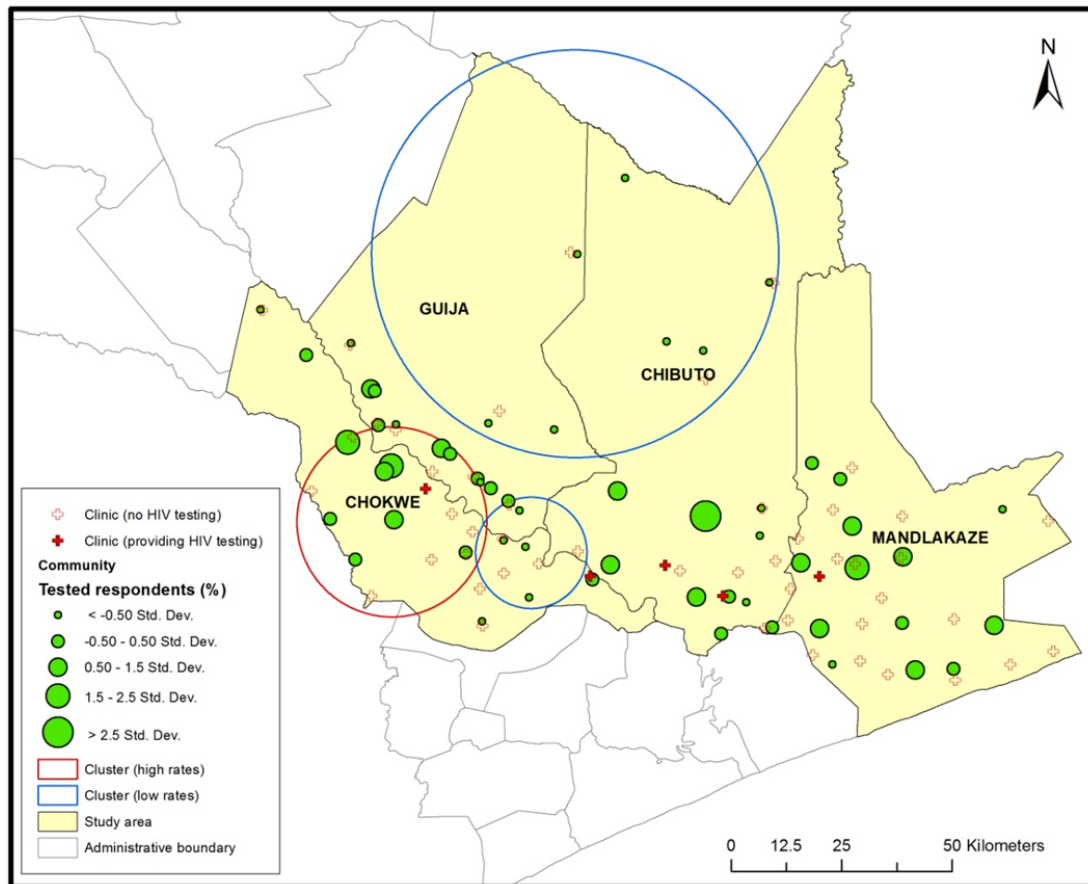 N
GUIJA
CHIBUTO
CHOKWE
MANDLAKAZE
Clinic (no HIV testing)
Clinic (providing HIV testing)
Community
Tested respondents (%)
< -0.50 Std. Dev.
-0.50 - 0.50 Std. Dev.
0.50 - 1.5 Std. Dev.
1.5 - 2.5 Std. Dev.
> 2.5 Std. Dev.
Cluster (high rates)
Cluster (low rates)
Study area
Administrative boundary
0 12.5 25 50 Kilometers